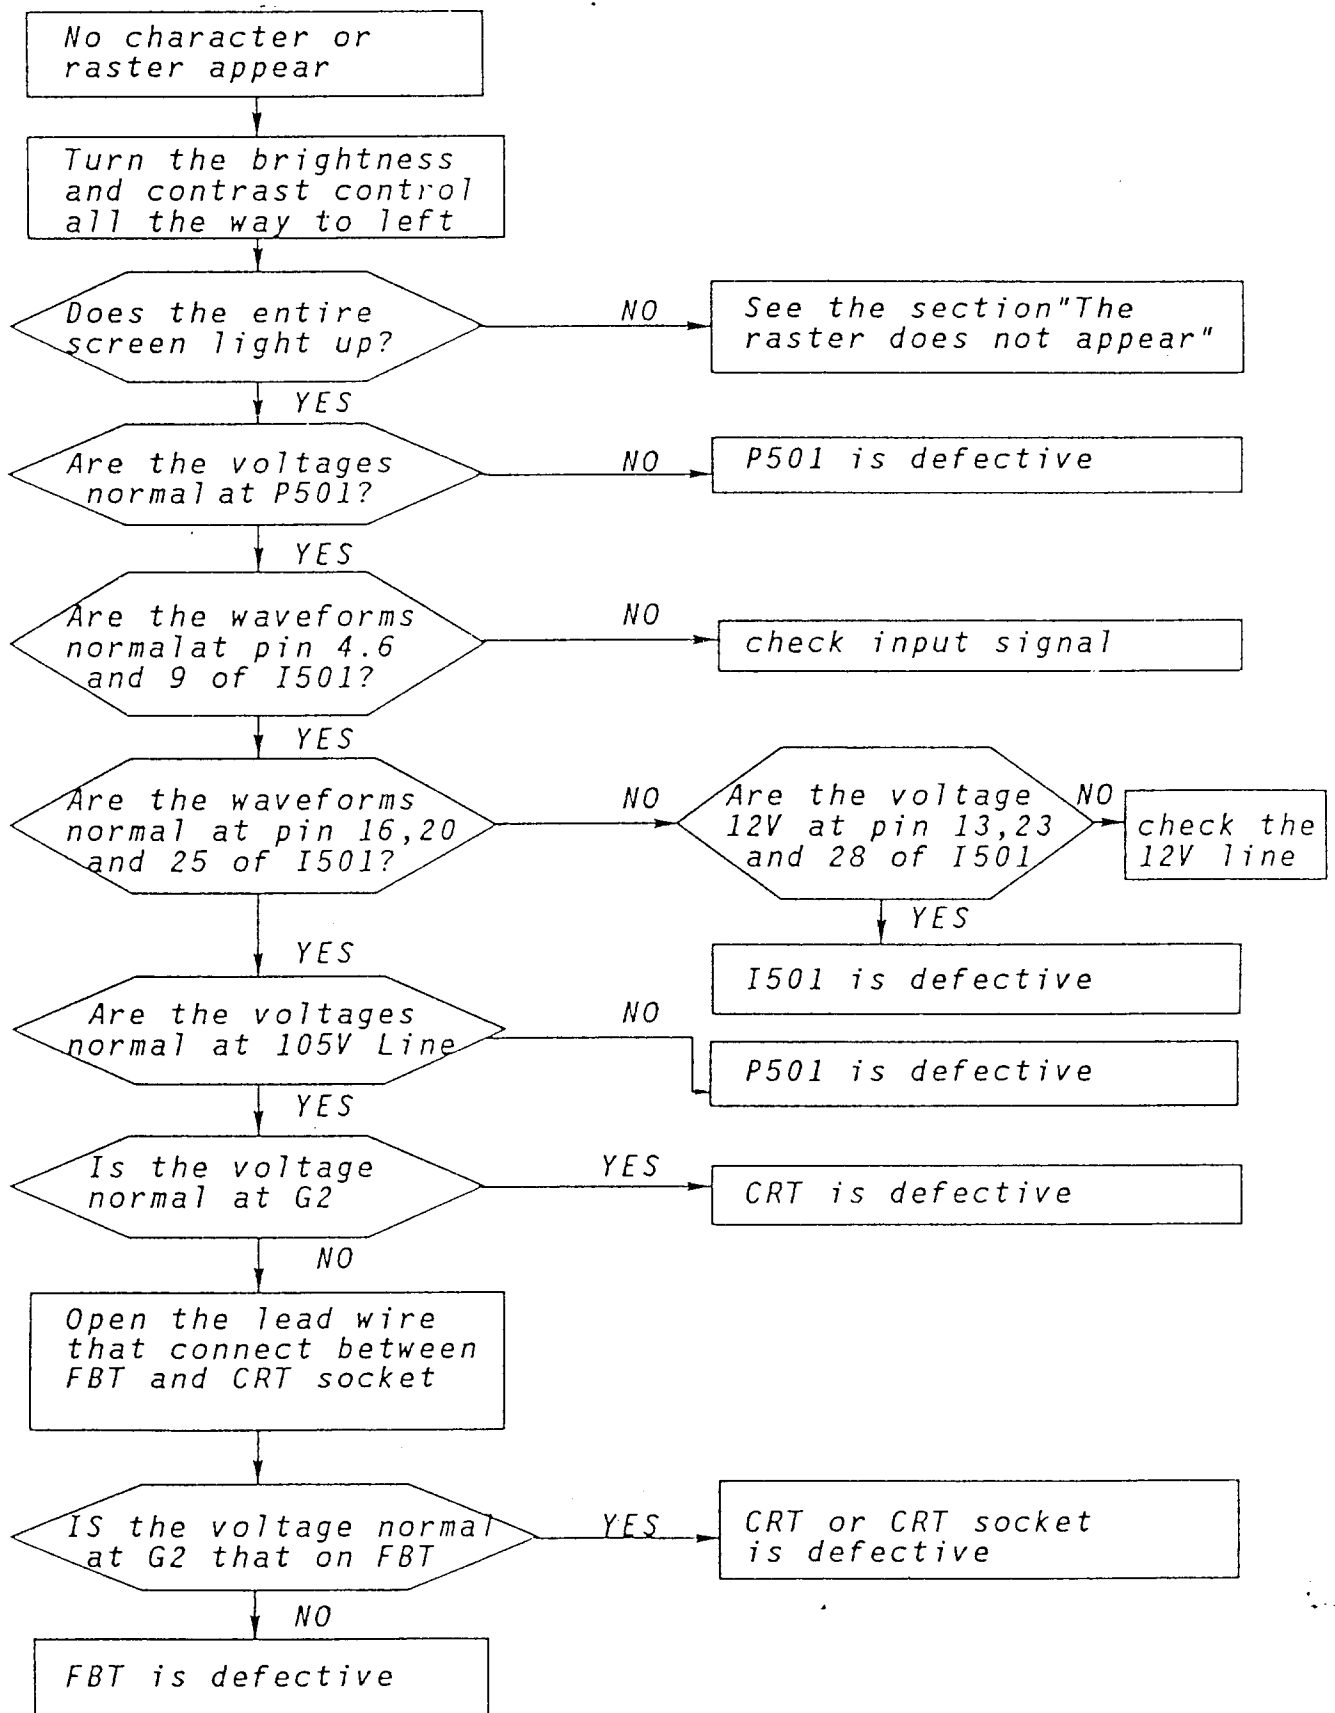 No character or
raster appear
Turn the brightness
and contrast control
all the way to left
Does the entire
screen light up?
NO
See the section"The
raster does not appear"
YES
Are the voltages
normal at P501?
NO
P501 is defective
YES
Are the waveforms
normalat pin 4.6
and 9 of I501?
NO
check input signal
YES
Are the waveforms
normal at pin 16,20
and 25 of I501?
NO
Are the voltage
12V at pin 13,23
and 28 of I501
NO
check the
12V line
YES
I501 is defective
YES
Are the voltages
normal at 105V Line
NO
P501 is defective
YES
Is the voltage
normal at G2
YES
CRT is defective
NO
Open the lead wire
that connect between
FBT and CRT socket
IS the voltage normal
at G2 that on FBT
YES
CRT or CRT socket
is defective
NO
FBT is defective